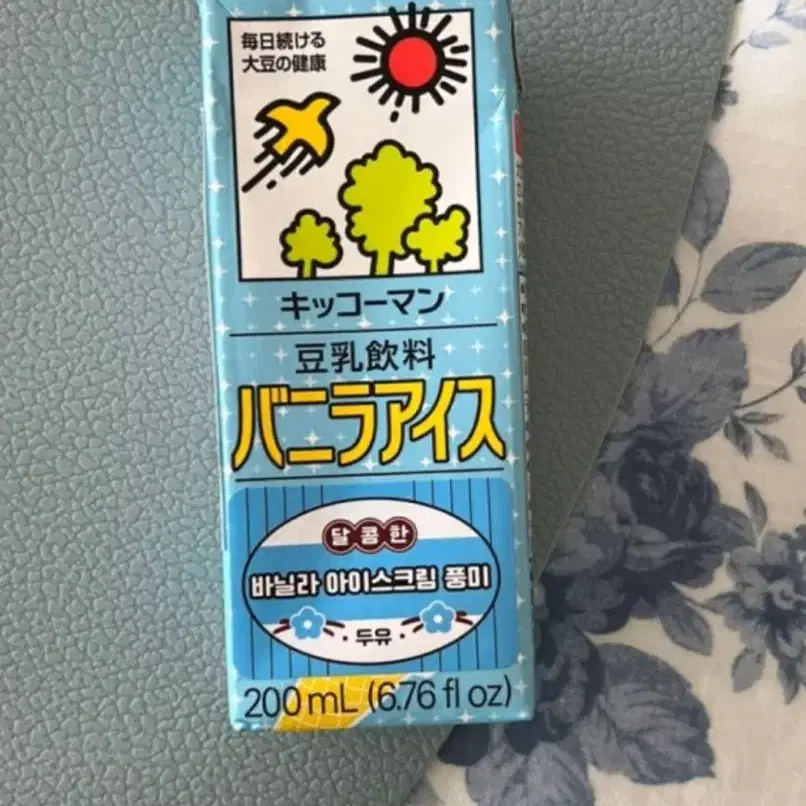 毎日続ける
大豆の健康
キッコーマン
豆乳飲料
バニラアイス
달콤한
바닐라 아이스크림 풍미
·두유·
200 mL (6.76 fl oz)